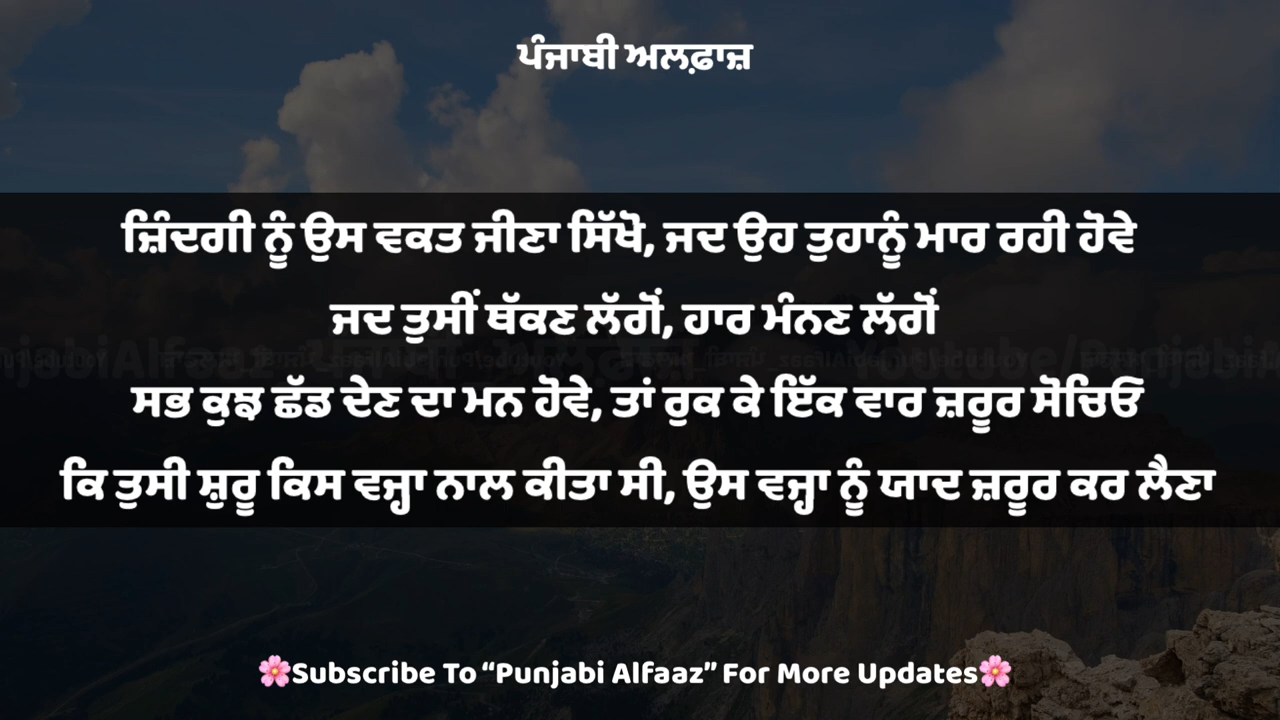 ਪੰਜਾਬੀ ਅਲਫ਼ਾਜ਼
ਜ਼ਿੰਦਗੀ ਨੂੰ ਉਸ ਵਕਤ ਜੀਣਾ ਸਿੱਖੋ, ਜਦ ਉਹ ਤੁਹਾਨੂੰ ਮਾਰ ਰਹੀ ਹੋਵੇ
ਜਦ ਤੁਸੀਂ ਥੱਕਣ ਲੱਗੋਂ, ਹਾਰ ਮੰਨਣ ਲੱਗੋਂ
ਸਭ ਕੁਝ ਛੱਡ ਦੇਣ ਦਾ ਮਨ ਹੋਵੇ, ਤਾਂ ਰੁਕ ਕੇ ਇੱਕ ਵਾਰ ਜ਼ਰੂਰ ਸੋਚਿਓਂ
ਕਿ ਤੁਸੀ ਸ਼ੁਰੂ ਕਿਸ ਵਜ੍ਹਾ ਨਾਲ ਕੀਤਾ ਸੀ, ਉਸ ਵਜ੍ਹਾ ਨੂੰ ਯਾਦ ਜ਼ਰੂਰ ਕਰ ਲੈਣਾ
🌸Subscribe To “Punjabi Alfaaz” For More Updates🌸